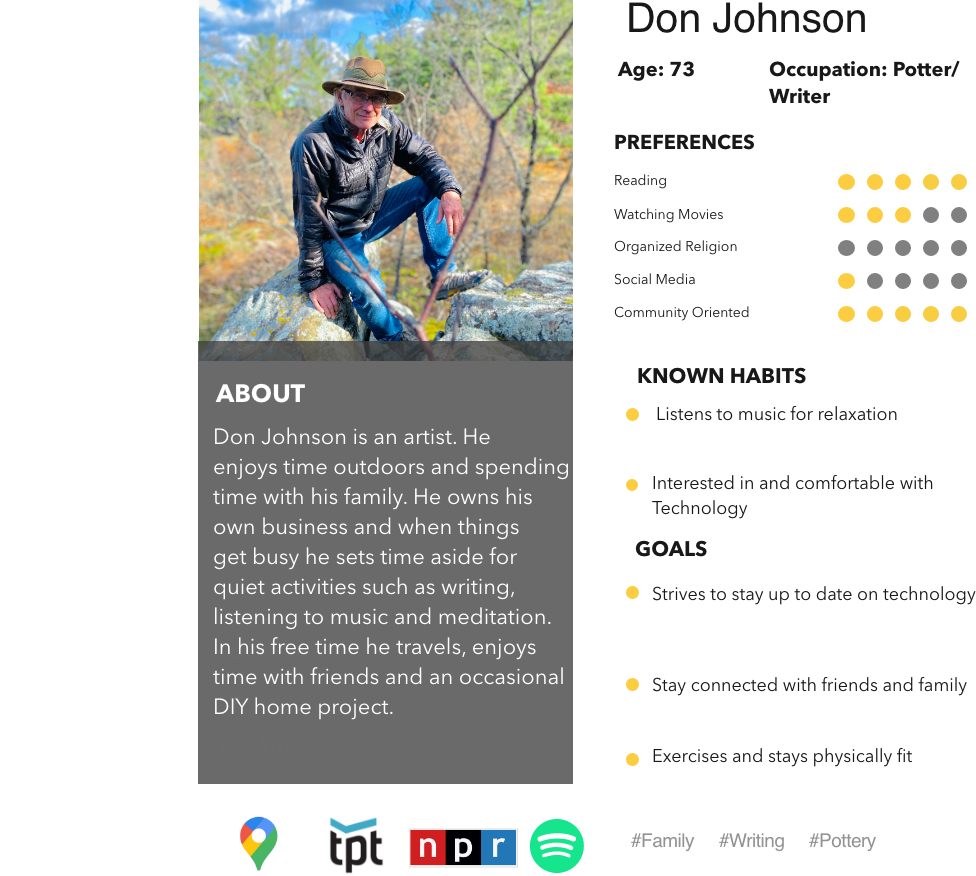 Don Johnson
Age: 73
Occupation: Potter/
Writer
PREFERENCES
Reading
Watching Movies
Organized Religion
Social Media
Community Oriented
KNOWN HABITS
Listens to music for relaxation
Interested in and comfortable with
Technology
GOALS
Strives to stay up to date on technology
Stay connected with friends and family
Exercises and stays physically fit
ABOUT
Don Johnson is an artist. He
enjoys time outdoors and spending
time with his family. He owns his
own business and when things
get busy he sets time aside for
quiet activities such as writing,
listening to music and meditation.
In his free time he travels, enjoys
time with friends and an occasional
DIY home project.
tpt
npr
#Family #Writing #Pottery